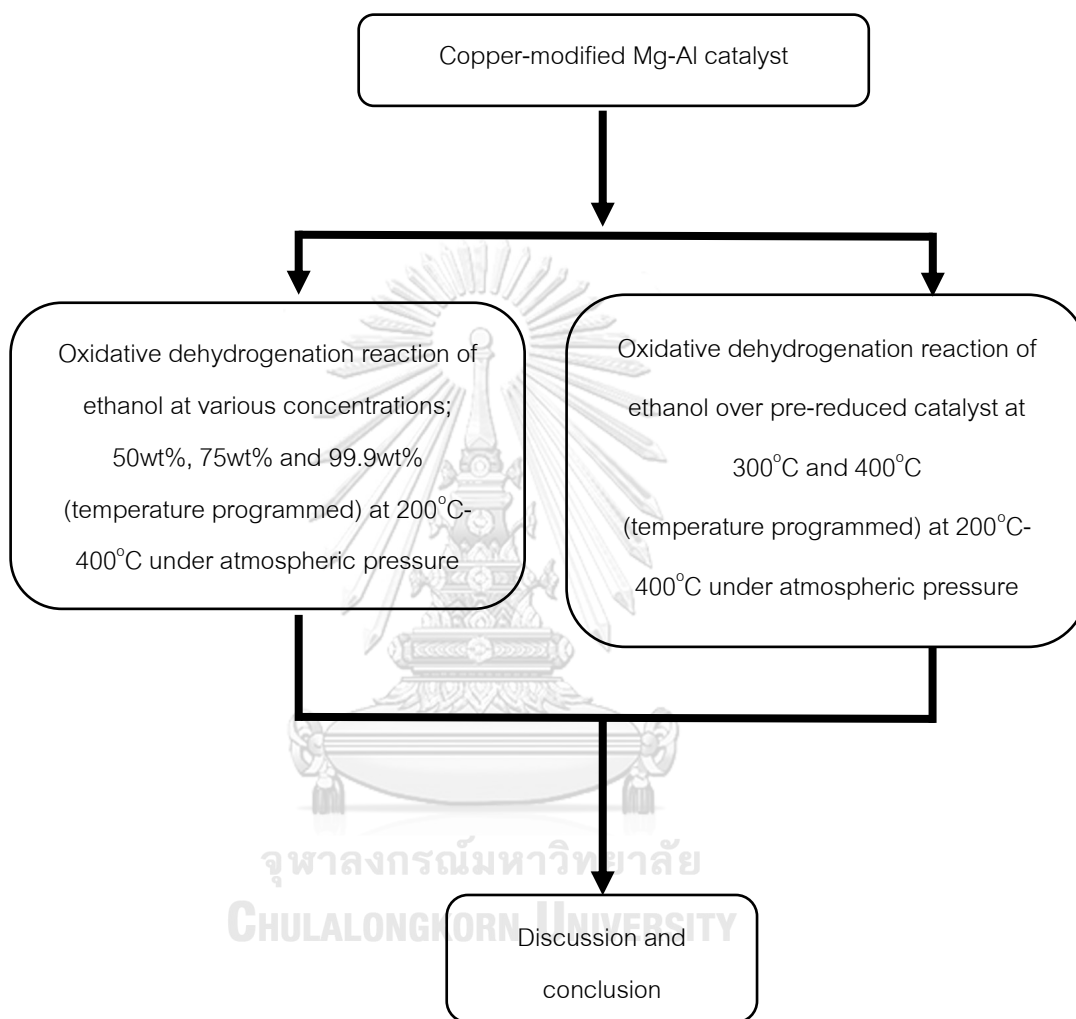 Copper-modified Mg-Al catalyst
Oxidative dehydrogenation reaction of
ethanol at various concentrations;
50wt%, 75wt% and 99.9wt%
(temperature programmed) at 200°C-
400°C under atmospheric pressure
Oxidative dehydrogenation reaction of
ethanol over pre-reduced catalyst at
300°C and 400°C
(temperature programmed) at 200°C-
400°C under atmospheric pressure
จุฬาลงกรณ์มหาวิทยาลัย
CHULALONGKORN UNIVERSITY
Discussion and
conclusion